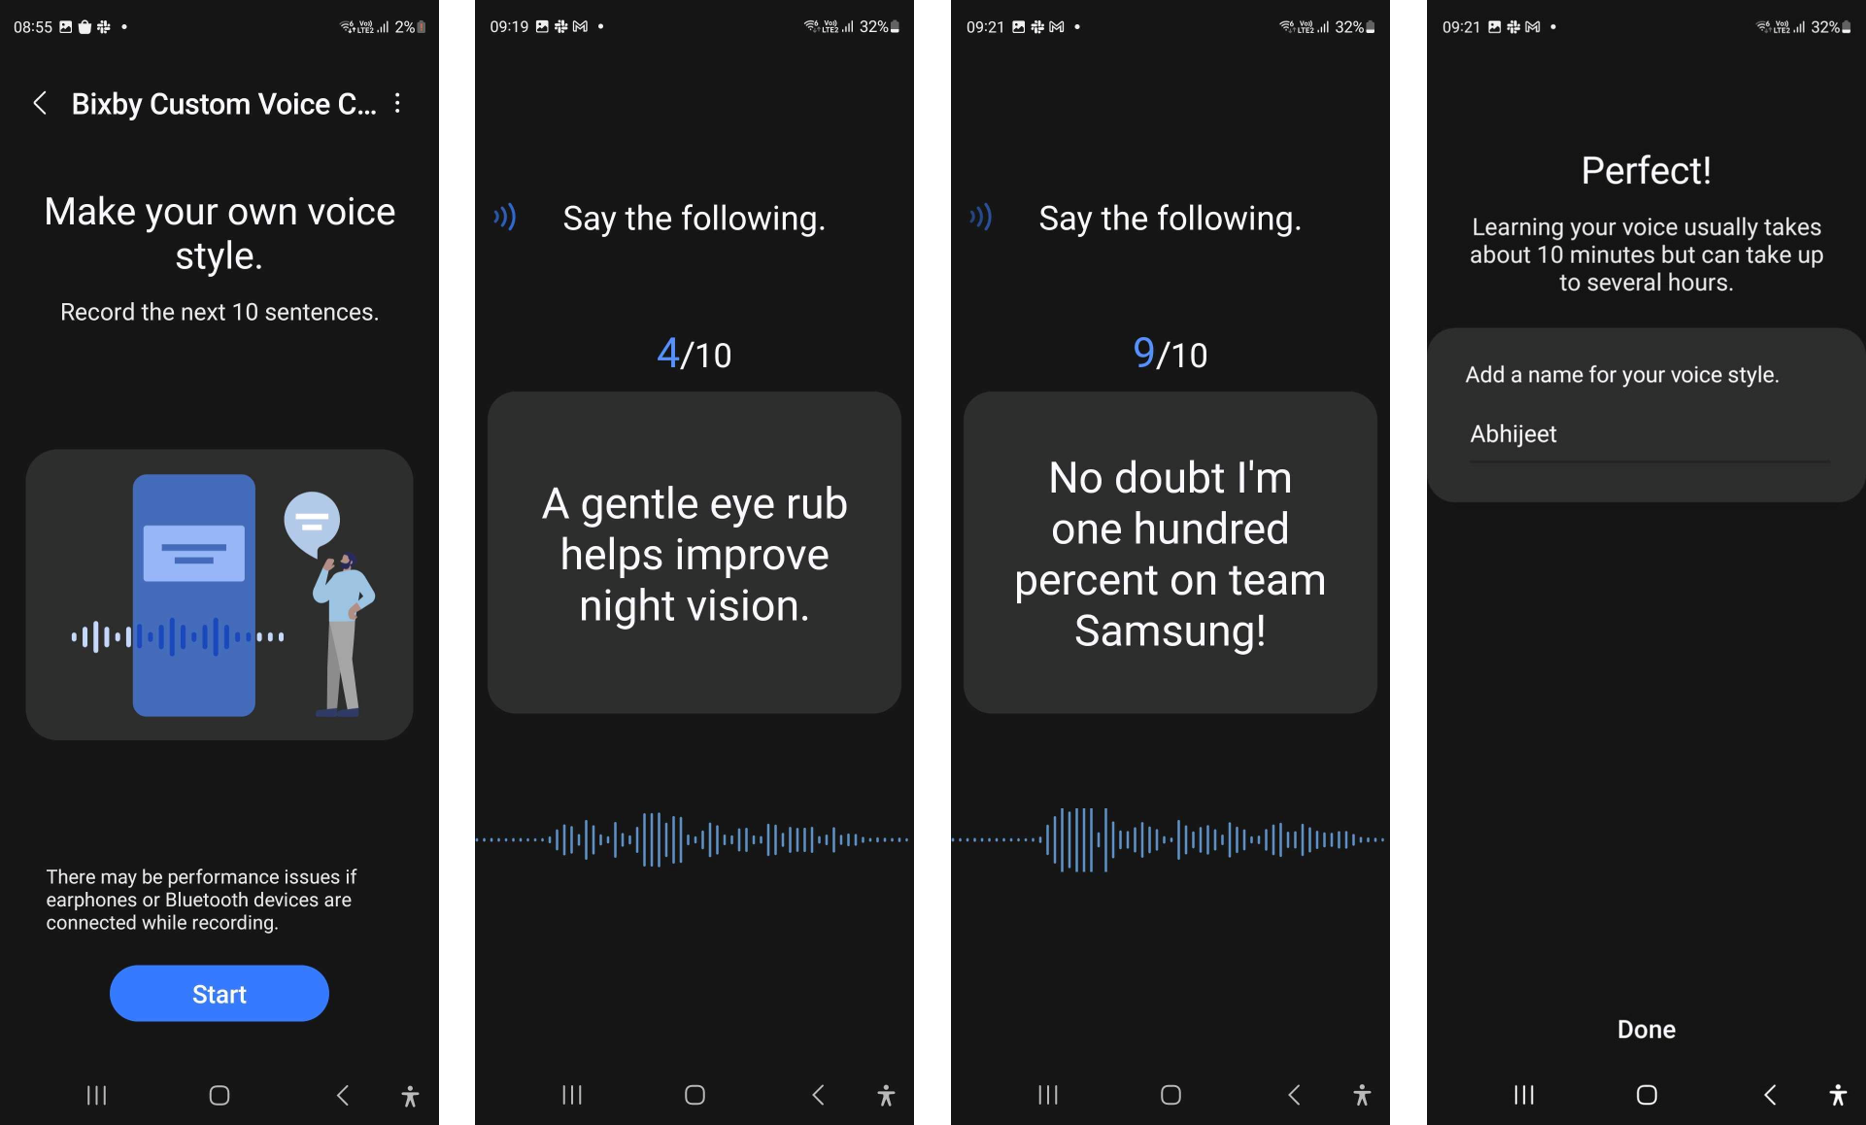 08:55
LTE2
2%
Bixby Custom Voice C...
Make your own voice
style.
Record the next 10 sentences.
There may be performance issues if
earphones or Bluetooth devices are
connected while recording.
Start
09:19
LTE2
32%
Say the following.
4/10
A gentle eye rub
helps improve
night vision.
09:21
LTE2
32%
Say the following.
9/10
No doubt I'm
one hundred
percent on team
Samsung!
09:21
LTE2
32%
Perfect!
Learning your voice usually takes
about 10 minutes but can take up
to several hours.
Add a name for your voice style.
Abhijeet
Done